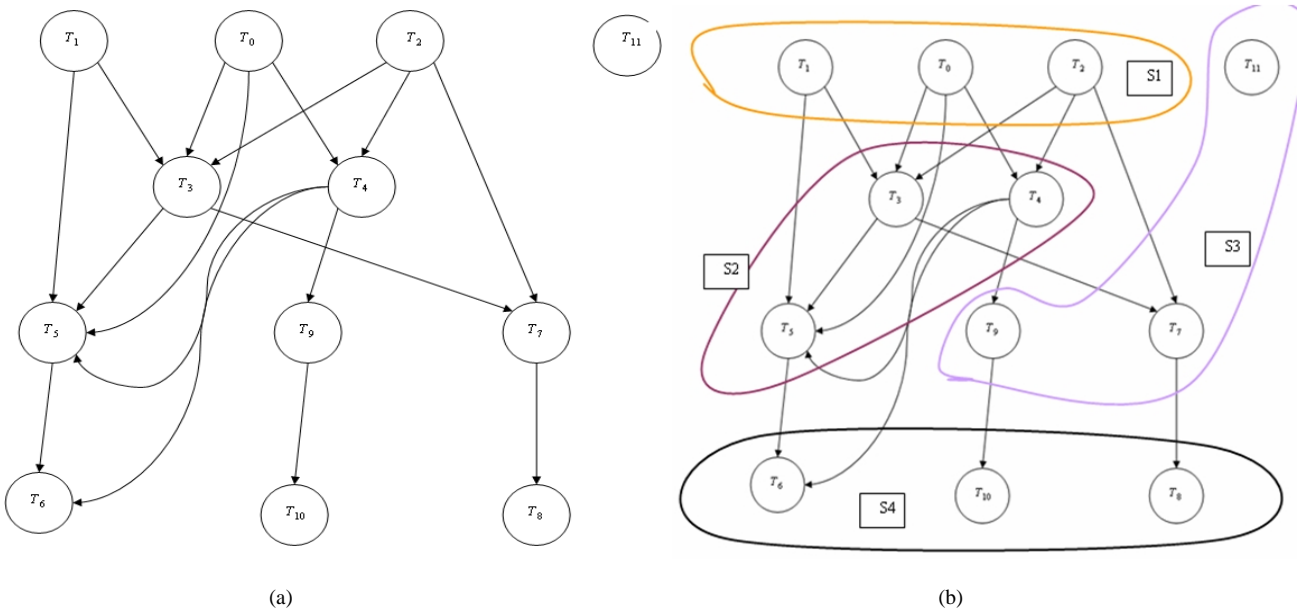 T1 T0 T2 T11
T3 T4
T5 T9 T7
T6 T10 T8
(a)
T1 T0 T2 S1 T11
T3 T4
S2 S3
T5 T9 T7
T6 T10 T8
S4
(b)